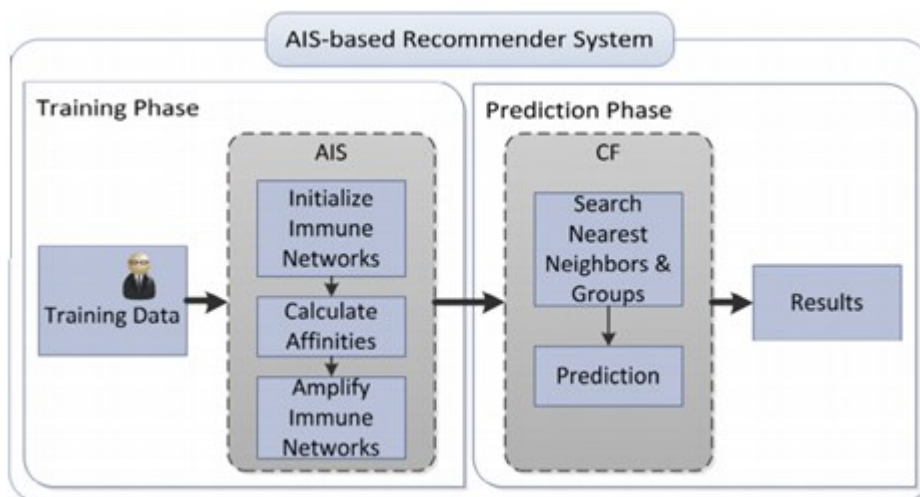 AIS-based Recommender System
Training Phase
AIS
Initialize
Immune
Networks
Training Data
Calculate
Affinities
Amplify
Immune
Networks
Prediction Phase
CF
Search
Nearest
Neighbors &
Groups
Prediction
Results